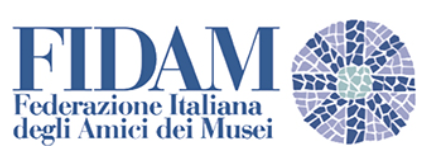 FIDAM
Federazione Italiana
degli Amici dei Musei